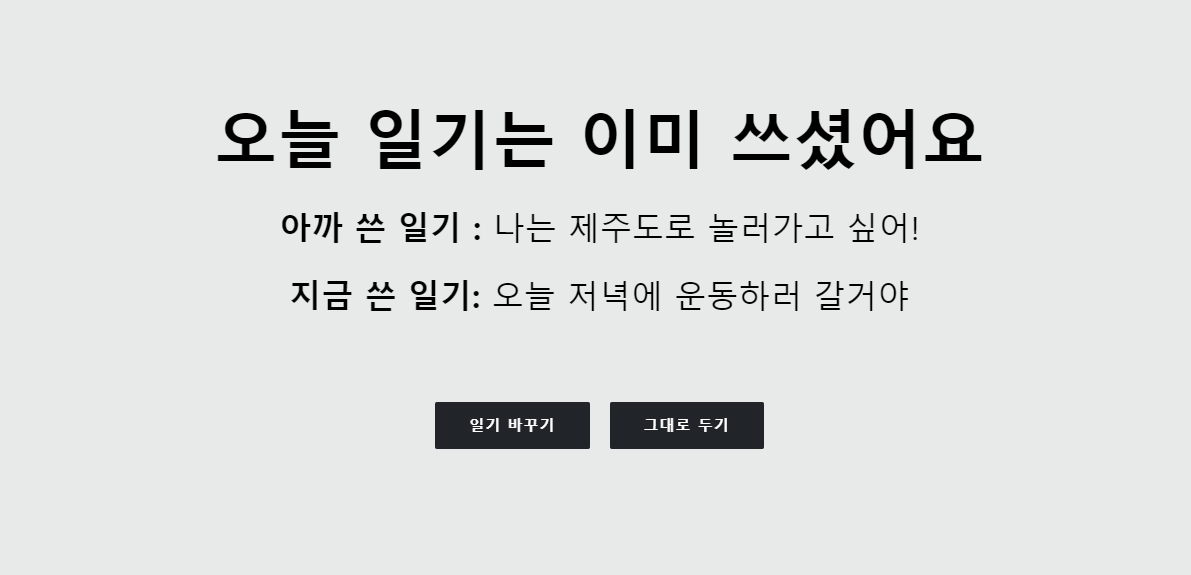 오늘 일기는 이미 쓰셨어요
아까 쓴 일기 : 나는 제주도로 놀러가고 싶어!
지금 쓴 일기: 오늘 저녁에 운동하러 갈거야
일기 바꾸기 그대로 두기